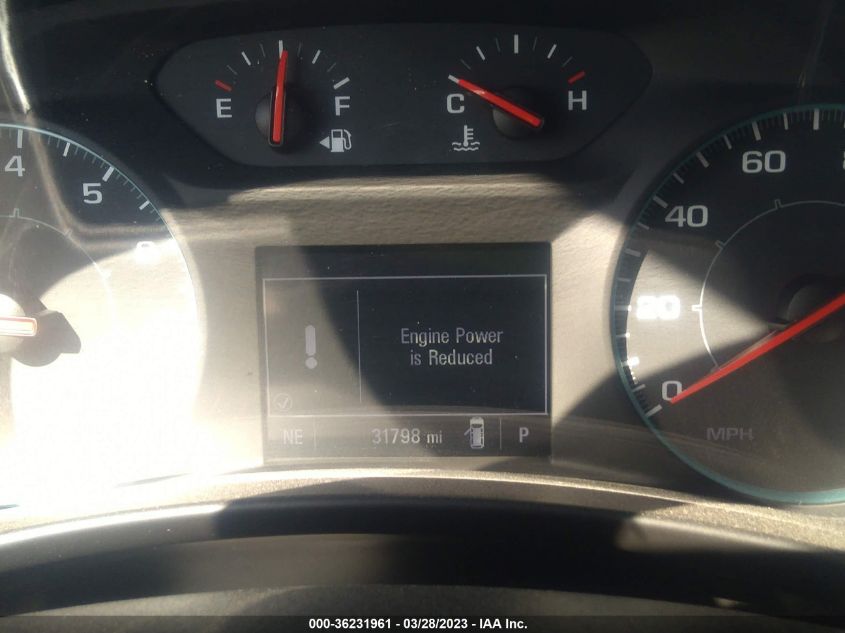 E F C H
4 5 6
40 60
20
0
MPH
Engine Power
is Reduced
NE 31798 mi P
000-36231961 - 03/28/2023 - IAA Inc.